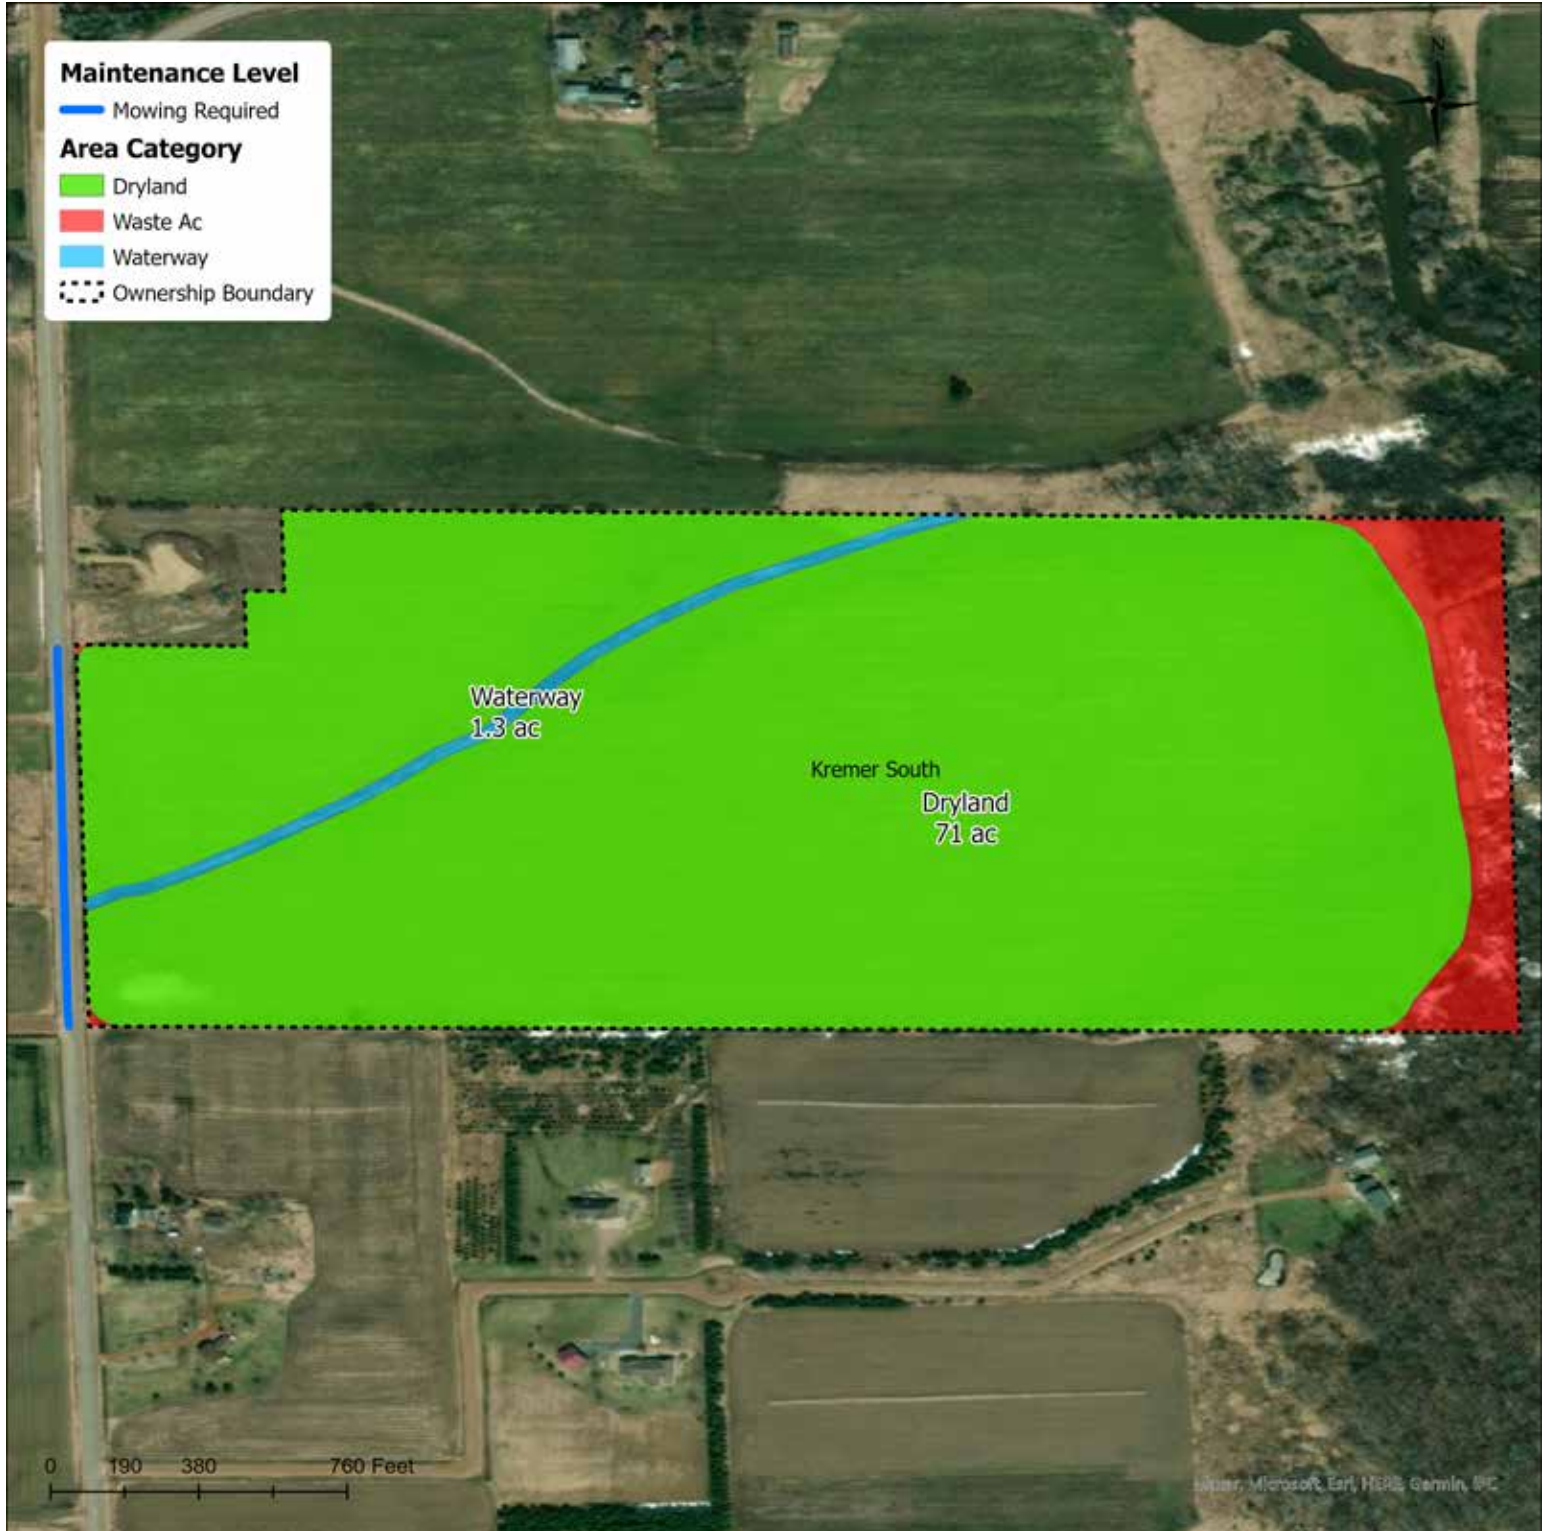 Maintenance Level
Mowing Required
Area Category
Dryland
Waste Ac
Waterway
Ownership Boundary
Waterway
1.3 ac
Kremer South
Dryland
71 ac
0 190 380 760 Feet
Microsoft, Esri, HERE, Garmin, iPC